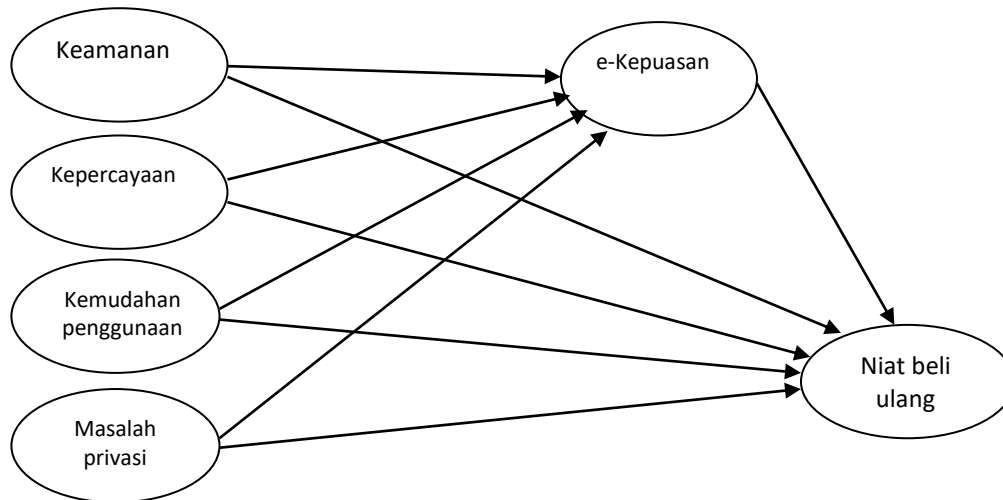 Keamanan
e-Kepuasan
Kepercayaan
Kemudahan
penggunaan
Niat beli
ulang
Masalah
privasi